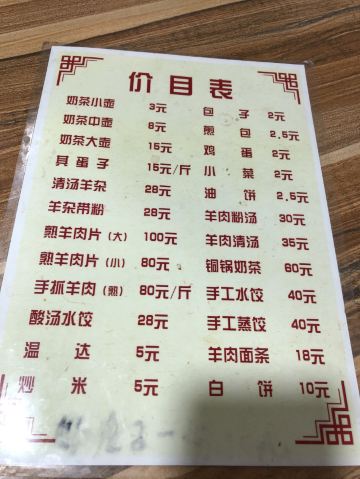 价目表
奶茶小壶 3元 包子 2元
奶茶中壶 8元 煎包 2.5元
奶茶大壶 15元 鸡蛋 2元
其蛋子 15元/斤 小菜 2元
清汤羊杂 28元 油饼 2.5元
羊杂带粉 28元 羊肉粉汤 30元
熟羊肉片（大） 100元 羊肉清汤 35元
熟羊肉片（小） 80元 铜锅奶茶 60元
手抓羊肉（熟） 80元/斤 手工水饺 40元
酸汤水饺 28元 手工蒸饺 40元
温达 5元 羊肉面条 18元
炒米 5元 白饼 10元